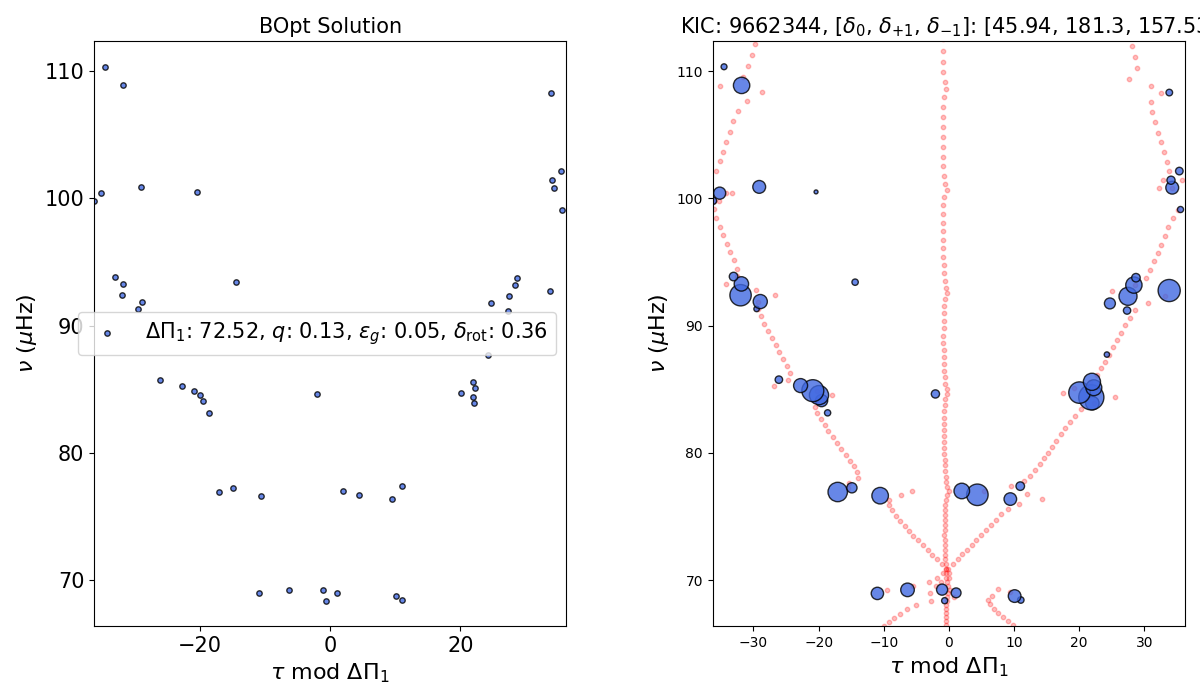 BOpt Solution
KIC: 9662344, [δ₀, δ₊₁, δ₋₁]: [45.94, 181.3, 157.53
110
100
90
80
70
ν (μHz)
ΔΠ₁: 72.52, q: 0.13, ε_g: 0.05, δ_rot: 0.36
−20 0 20
τ mod ΔΠ₁
110
100
90
80
70
ν (μHz)
−30 −20 −10 0 10 20 30
τ mod ΔΠ₁